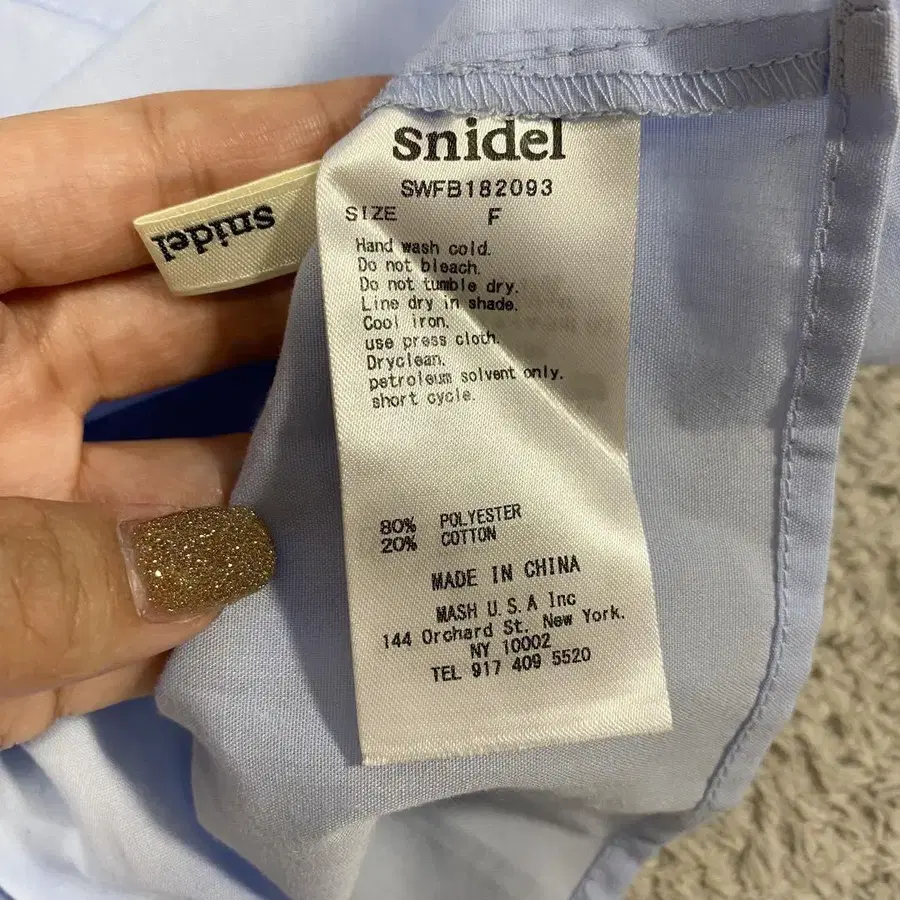 snidel
SWFB182093
SIZE F
snidel
Hand wash cold.
Do not bleach.
Do not tumble dry.
Line dry in shade.
Cool iron.
use press cloth.
Dryclean.
petroleum solvent only.
short cycle.
80% POLYESTER
20% COTTON
MADE IN CHINA
MASH U.S.A Inc
144 Orchard St. New York.
NY 10002
TEL 917 409 5520